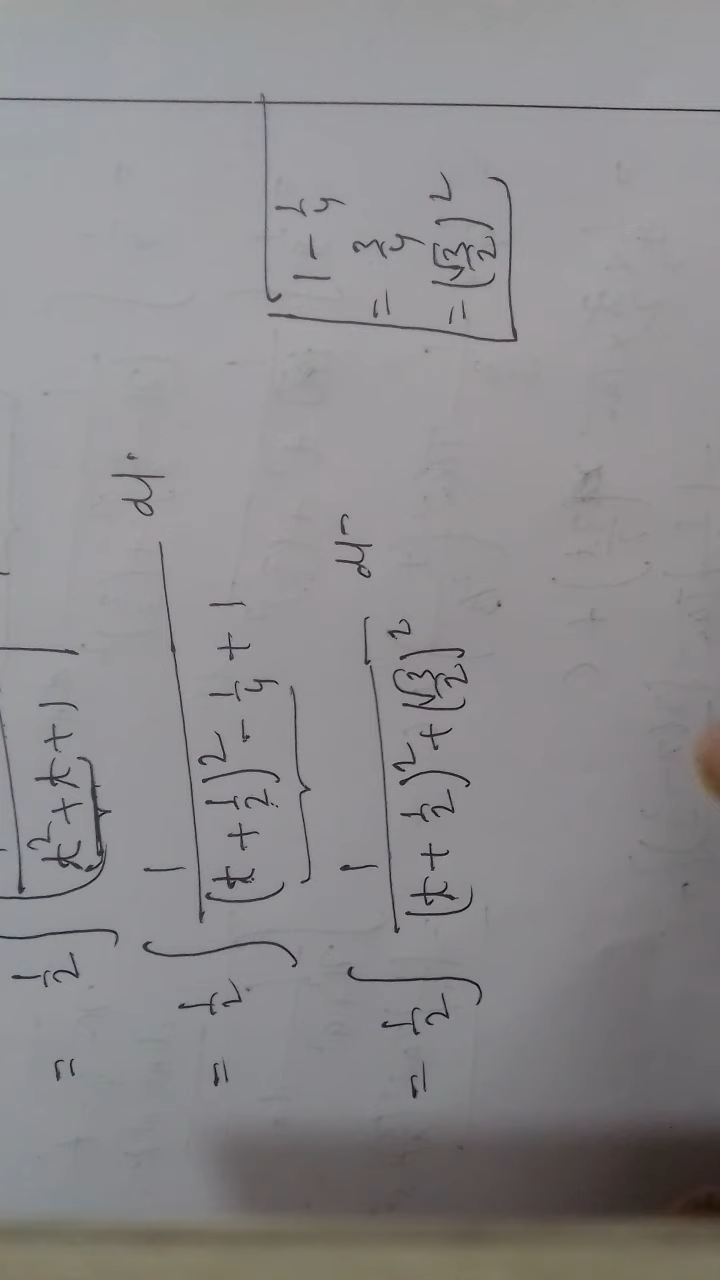 = 1/2 ∫ 1/(t² + t + 1)
= 1/2 ∫ 1/((t + 1/2)² - 1/4 + 1) dt
= 1/2 ∫ 1/((t + 1/2)² + (√3/2)²) dt
1 - 1/4
= 3/4
= (√3/2)²